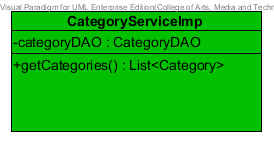 Visual Paradigm for UML Enterprise Edition(College of Arts, Media and Techn
CategoryServiceImp
-categoryDAO : CategoryDAO
+getCategories() : List<Category>